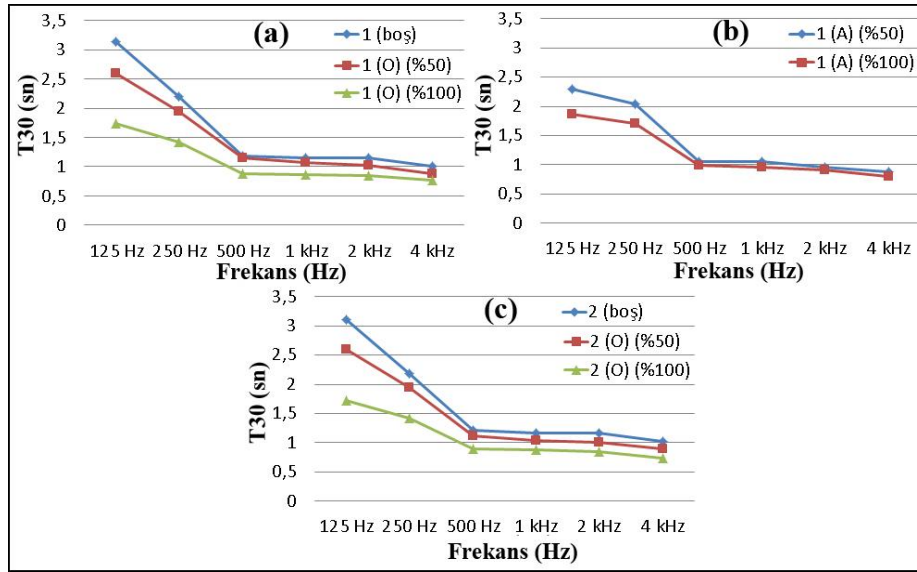 (a)
T30 (sn)
3,5
3
2,5
2
1,5
1
0,5
0
1 (boş)
1 (O) (%50)
1 (O) (%100)
125 Hz 250 Hz 500 Hz 1 kHz 2 kHz 4 kHz
Frekans (Hz)
(b)
T30 (sn)
3,5
3
2,5
2
1,5
1
0,5
0
1 (A) (%50)
1 (A) (%100)
125 Hz 250 Hz 500 Hz 1 kHz 2 kHz 4 kHz
Frekans (Hz)
(c)
T30 (sn)
3,5
3
2,5
2
1,5
1
0,5
0
2 (boş)
2 (O) (%50)
2 (O) (%100)
125 Hz 250 Hz 500 Hz 1 kHz 2 kHz 4 kHz
Frekans (Hz)